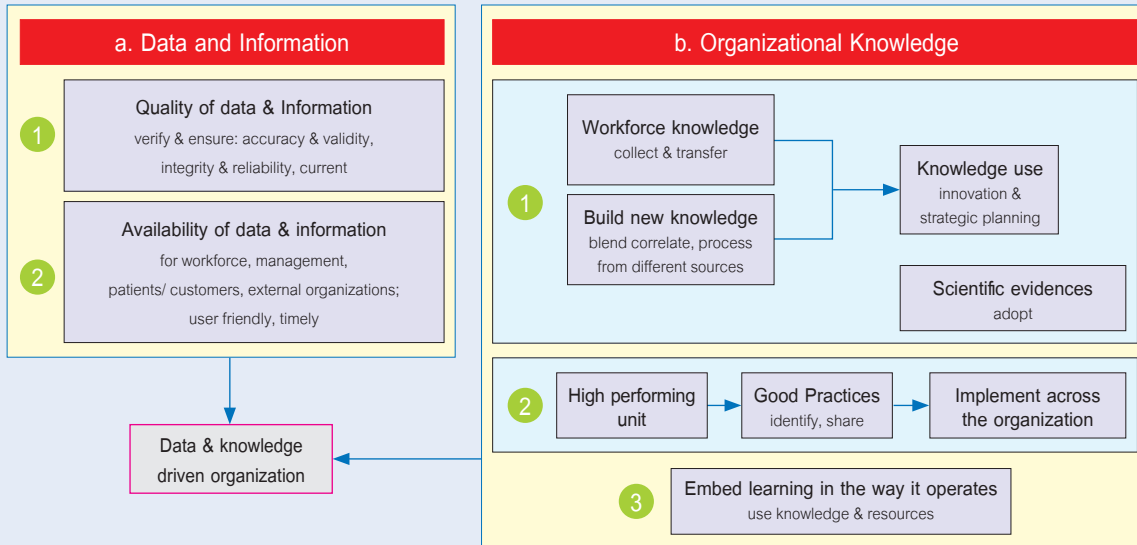 a. Data and Information
1
Quality of data & Information
verify & ensure: accuracy & validity,
integrity & reliability, current
2
Availability of data & information
for workforce, management,
patients/ customers, external organizations;
user friendly, timely
Data & knowledge
driven organization
b. Organizational Knowledge
1
Workforce knowledge
collect & transfer
Build new knowledge
blend correlate, process
from different sources
Knowledge use
innovation &
strategic planning
Scientific evidences
adopt
2
High performing
unit
Good Practices
identify, share
Implement across
the organization
3
Embed learning in the way it operates
use knowledge & resources